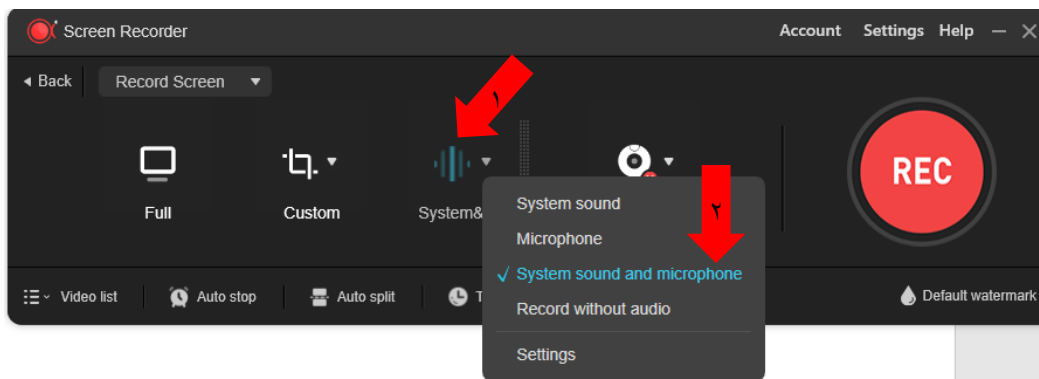 Screen Recorder
Account Settings Help
Back Record Screen
١
REC
Full Custom System&
System sound
٢
Microphone
System sound and microphone
Record without audio
Settings
Video list Auto stop Auto split T
Default watermark